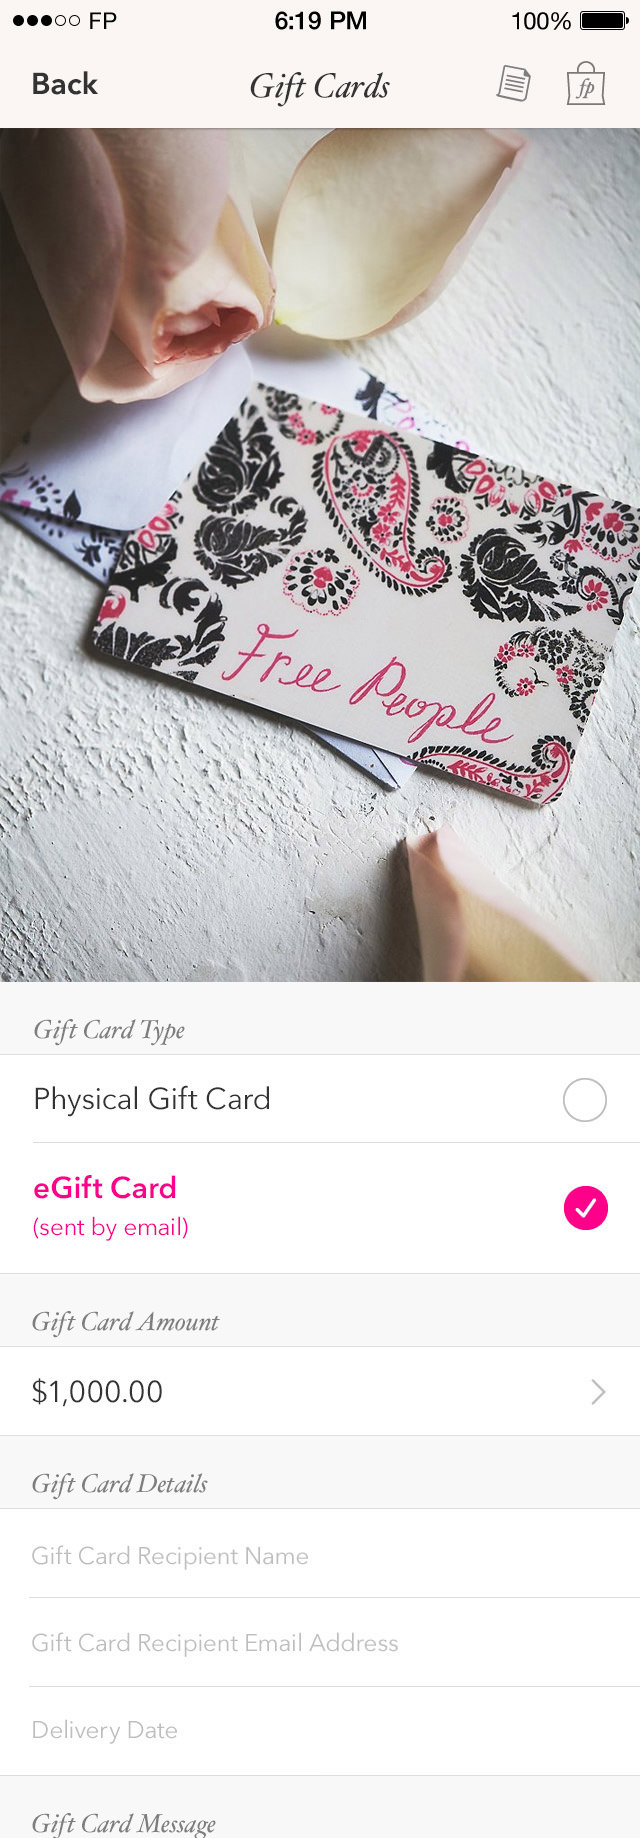 FP 6:19 PM 100%
Back Gift Cards fp
Free People
Gift Card Type
Physical Gift Card
eGift Card
(sent by email)
Gift Card Amount
$1,000.00
Gift Card Details
Gift Card Recipient Name
Gift Card Recipient Email Address
Delivery Date
Gift Card Message